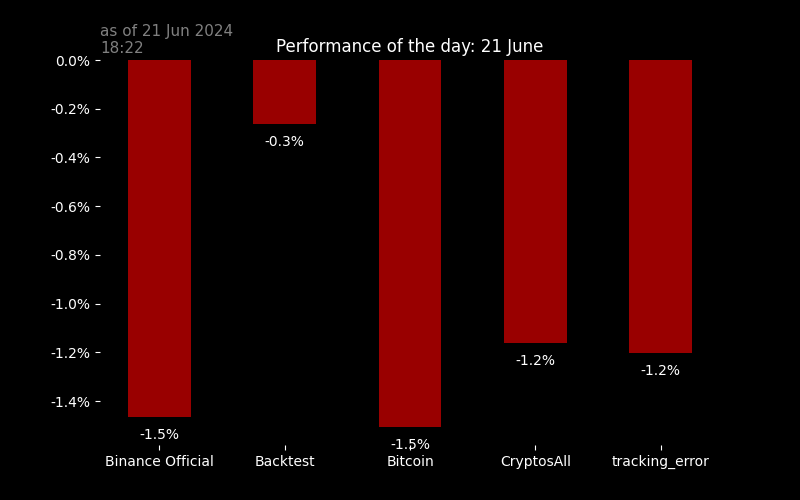 as of 21 Jun 2024
18:22
Performance of the day: 21 June
0.0%
-0.2%
-0.4%
-0.6%
-0.8%
-1.0%
-1.2%
-1.4%
-1.5%
-0.3%
-1.5%
-1.2%
-1.2%
Binance Official
Backtest
Bitcoin
CryptosAll
tracking_error